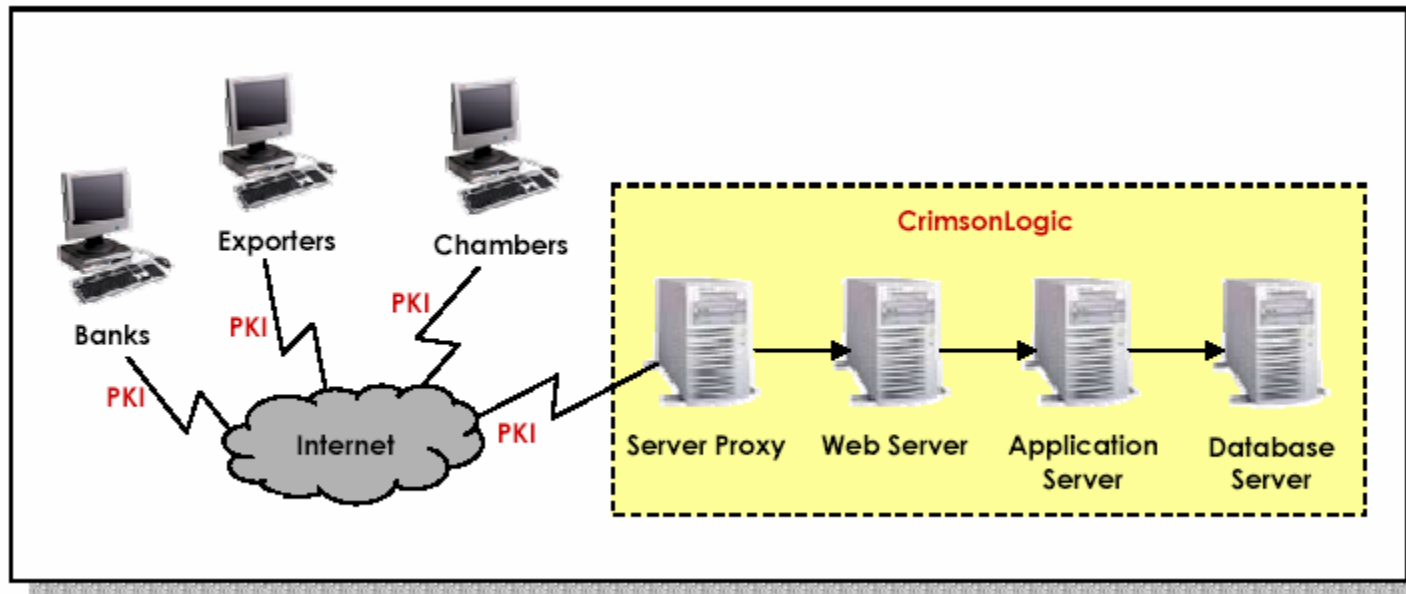 Banks
Exporters
Chambers
PKI
PKI
PKI
PKI
Internet
CrimsonLogic
Server Proxy
Web Server
Application
Server
Database
Server